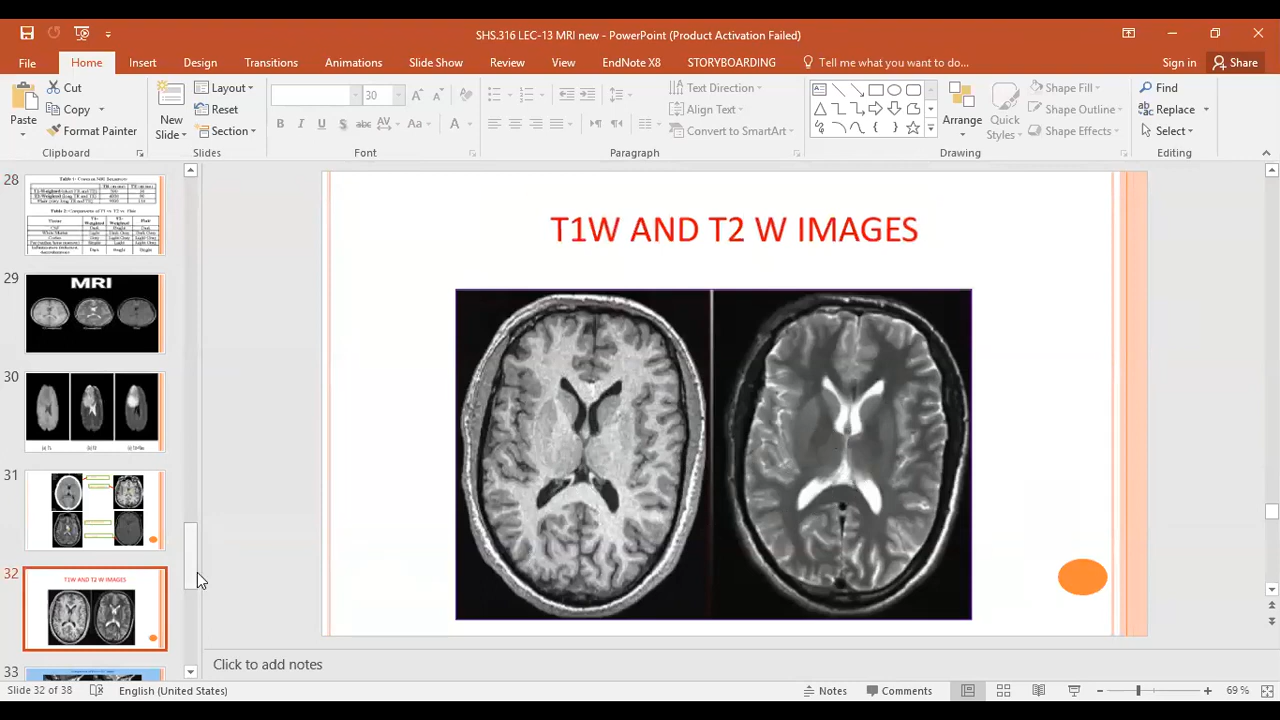 SHS.316 LEC-13 MRI new - PowerPoint (Product Activation Failed)
File Home Insert Design Transitions Animations Slide Show Review View EndNote X8 STORYBOARDING Tell me what you want to do... Sign in Share
Paste
Cut
Copy
Format Painter
Clipboard
New Slide
Layout
Reset
Section
Slides
30
B I U S abc AV Aa A
Font
Text Direction
Align Text
Convert to SmartArt
Paragraph
Arrange
Quick Styles
Shape Fill
Shape Outline
Shape Effects
Drawing
Find
Replace
Select
Editing
28
29
MRI
30
31
32
T1W AND T2 W IMAGES
33
T1W AND T2 W IMAGES
Click to add notes
Slide 32 of 38 English (United States) Notes Comments 69 %